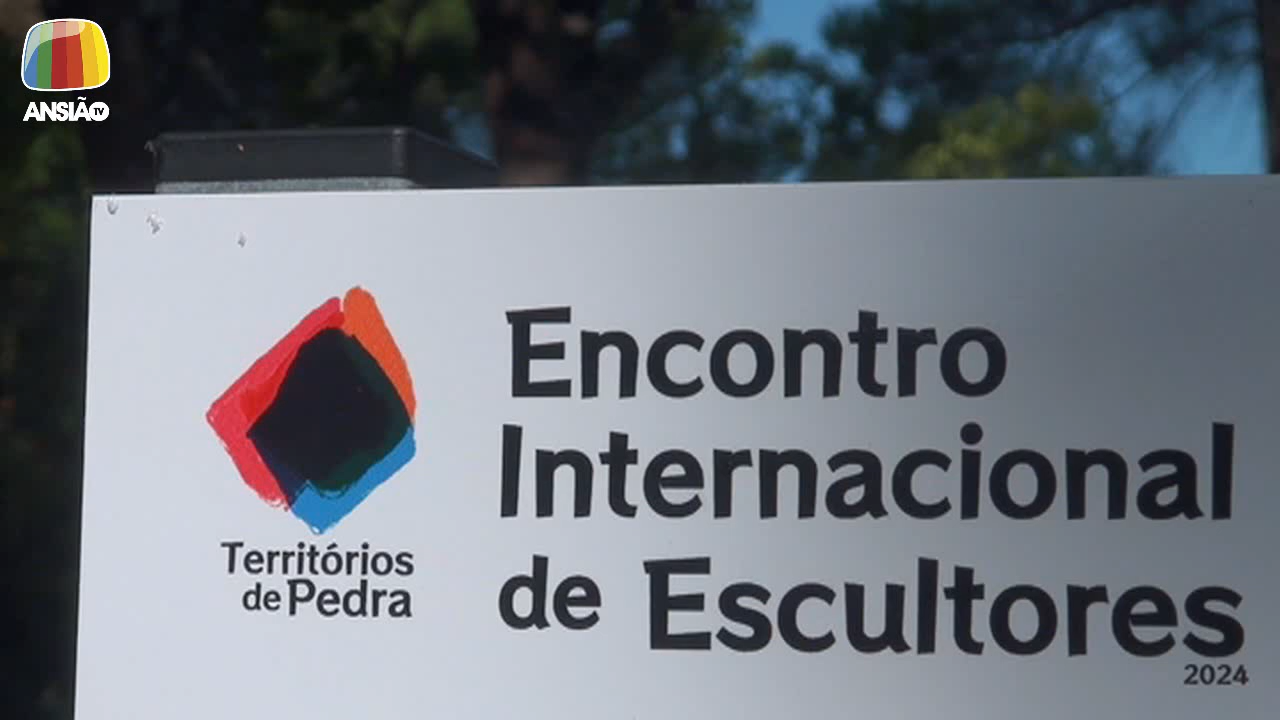 ANSIÃO TV
Encontro
Internacional
de Escultores
2024
Territórios
de Pedra